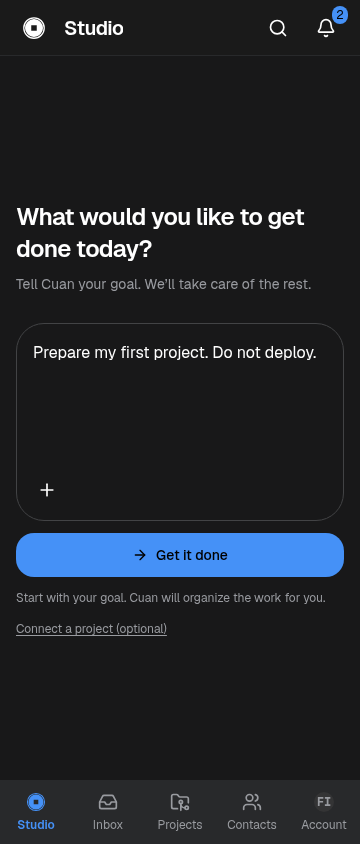 Studio
2
What would you like to get
done today?
Tell Cuan your goal. We’ll take care of the rest.
Prepare my first project. Do not deploy.
Get it done
Start with your goal. Cuan will organize the work for you.
Connect a project (optional)
FI
Studio
Inbox
Projects
Contacts
Account